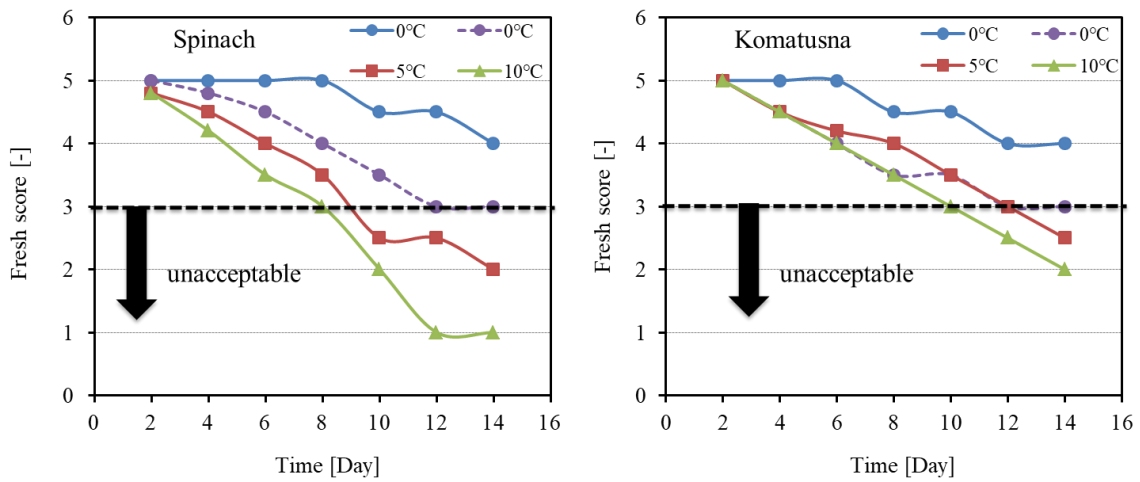 6
5
4
3
2
1
0
Fresh score [-]
Spinach
0℃
0℃
5℃
10℃
unacceptable
0 2 4 6 8 10 12 14 16
Time [Day]
6
5
4
3
2
1
0
Fresh score [-]
Komatusna
0℃
0℃
5℃
10℃
unacceptable
0 2 4 6 8 10 12 14 16
Time [Day]